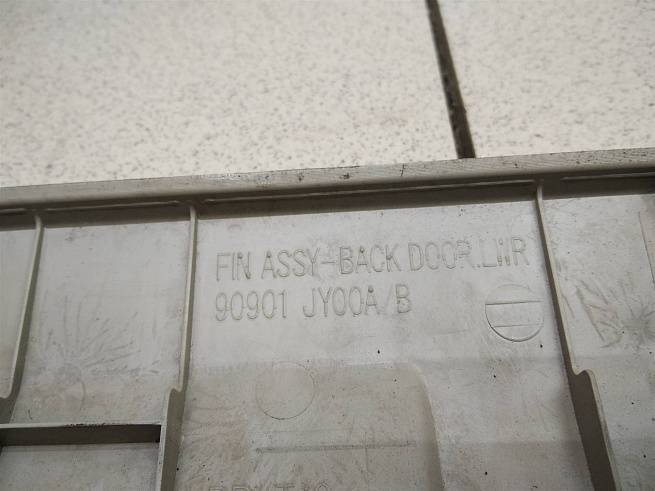 FIN ASSY-BACK DOOR.LWR
90901 JY00A/B